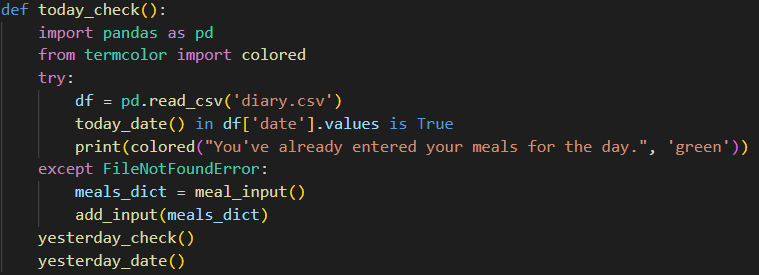 def today_check():
    import pandas as pd
    from termcolor import colored
    try:
        df = pd.read_csv('diary.csv')
        today_date() in df['date'].values is True
        print(colored("You've already entered your meals for the day.", 'green'))
    except FileNotFoundError:
        meals_dict = meal_input()
        add_input(meals_dict)
    yesterday_check()
    yesterday_date()